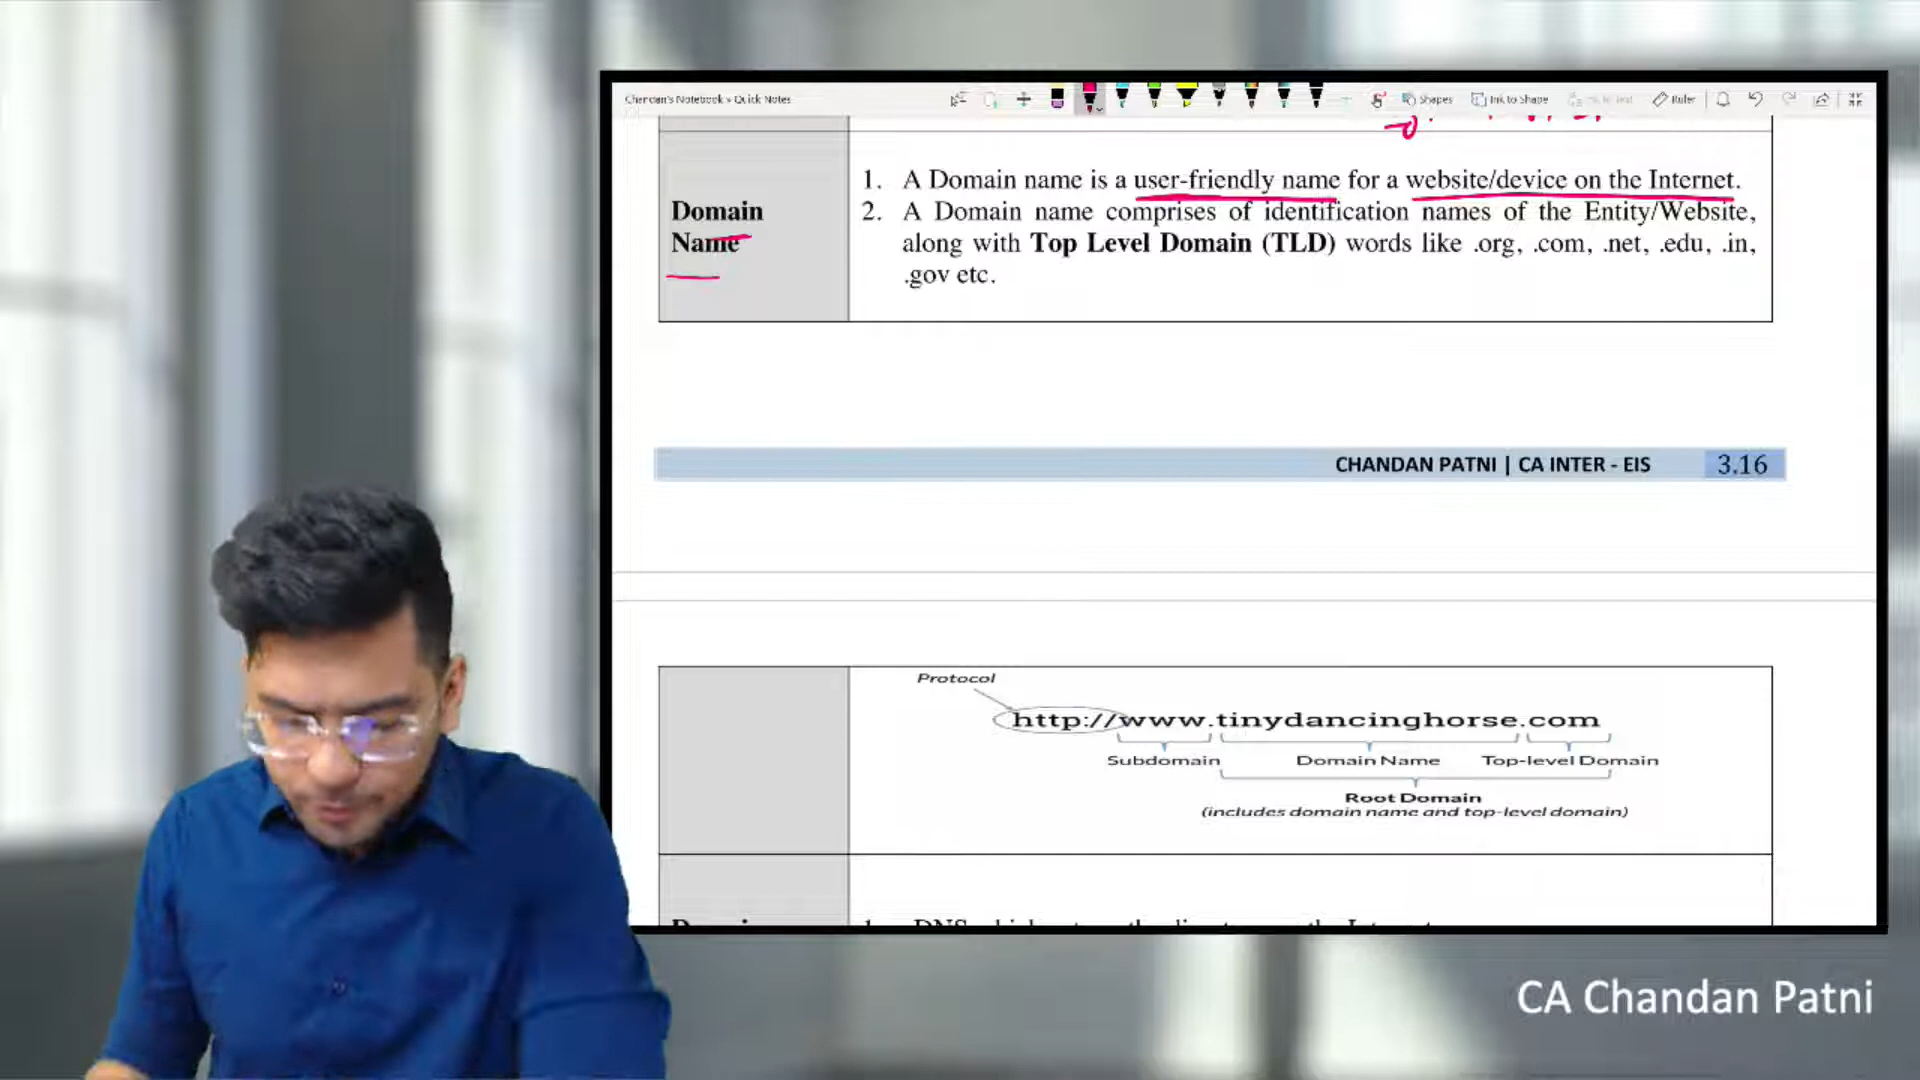 Chandan's Notebook » Quick Notes
Shapes
Ink to Shape
Ruler
Domain
Name
1. A Domain name is a user-friendly name for a website/device on the Internet.
2. A Domain name comprises of identification names of the Entity/Website,
along with Top Level Domain (TLD) words like .org, .com, .net, .edu, .in,
.gov etc.
CHANDAN PATNI | CA INTER - EIS 3.16
Protocol
http://www.tinydancinghorse.com
Subdomain Domain Name Top-level Domain
Root Domain
(includes domain name and top-level domain)
CA Chandan Patni